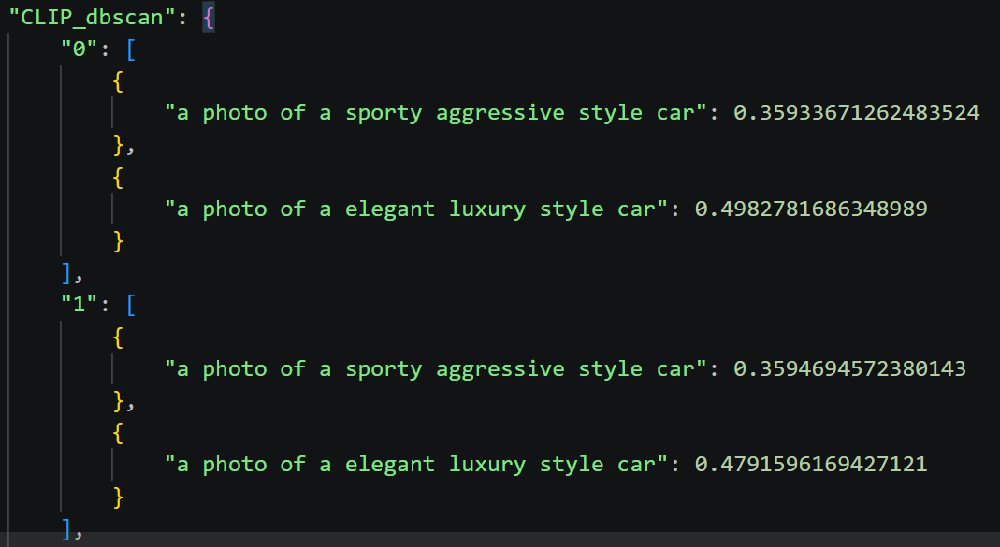 "CLIP_dbscan": {
"0": [
{
"a photo of a sporty aggressive style car": 0.35933671262483524
},
{
"a photo of a elegant luxury style car": 0.4982781686348989
}
],
"1": [
{
"a photo of a sporty aggressive style car": 0.3594694572380143
},
{
"a photo of a elegant luxury style car": 0.4791596169427121
}
],